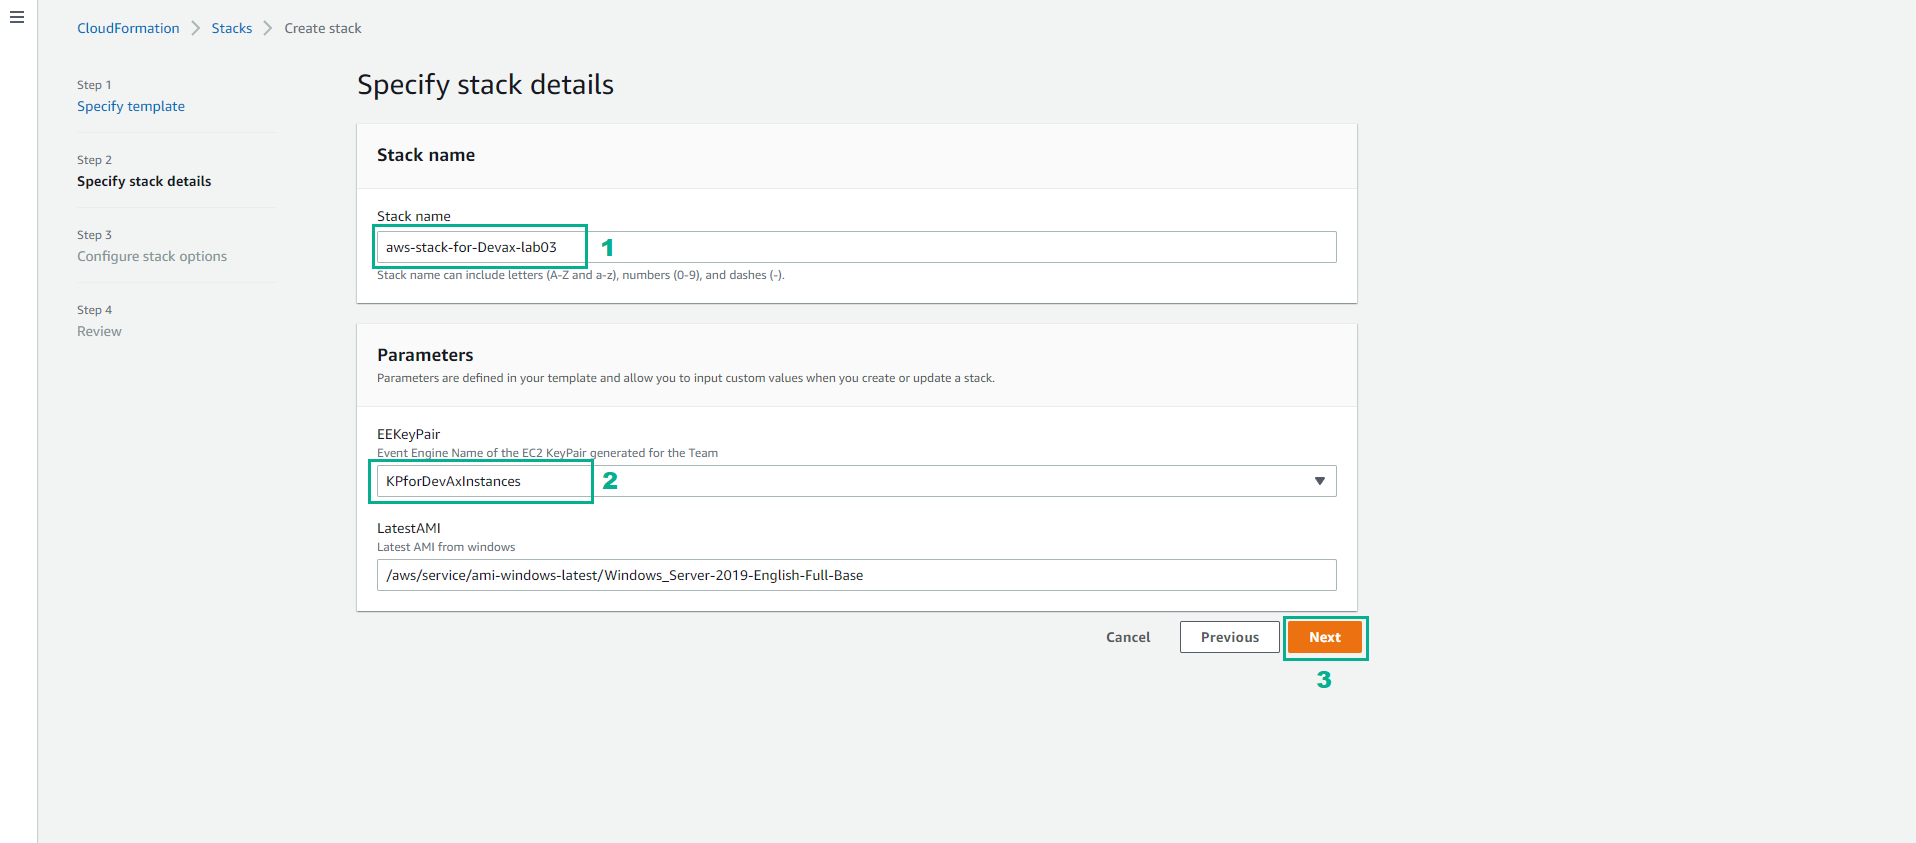 CloudFormation > Stacks > Create stack
Step 1
Specify template
Step 2
Specify stack details
Step 3
Configure stack options
Step 4
Review
Specify stack details
Stack name
Stack name
aws-stack-for-Devax-lab03 1
Stack name can include letters (A-Z and a-z), numbers (0-9), and dashes (-).
Parameters
Parameters are defined in your template and allow you to input custom values when you create or update a stack.
EEKeyPair
Event Engine Name of the EC2 KeyPair generated for the Team
KPforDevAxInstances 2
LatestAMI
Latest AMI from windows
/aws/service/ami-windows-latest/Windows_Server-2019-English-Full-Base
Cancel Previous Next
3